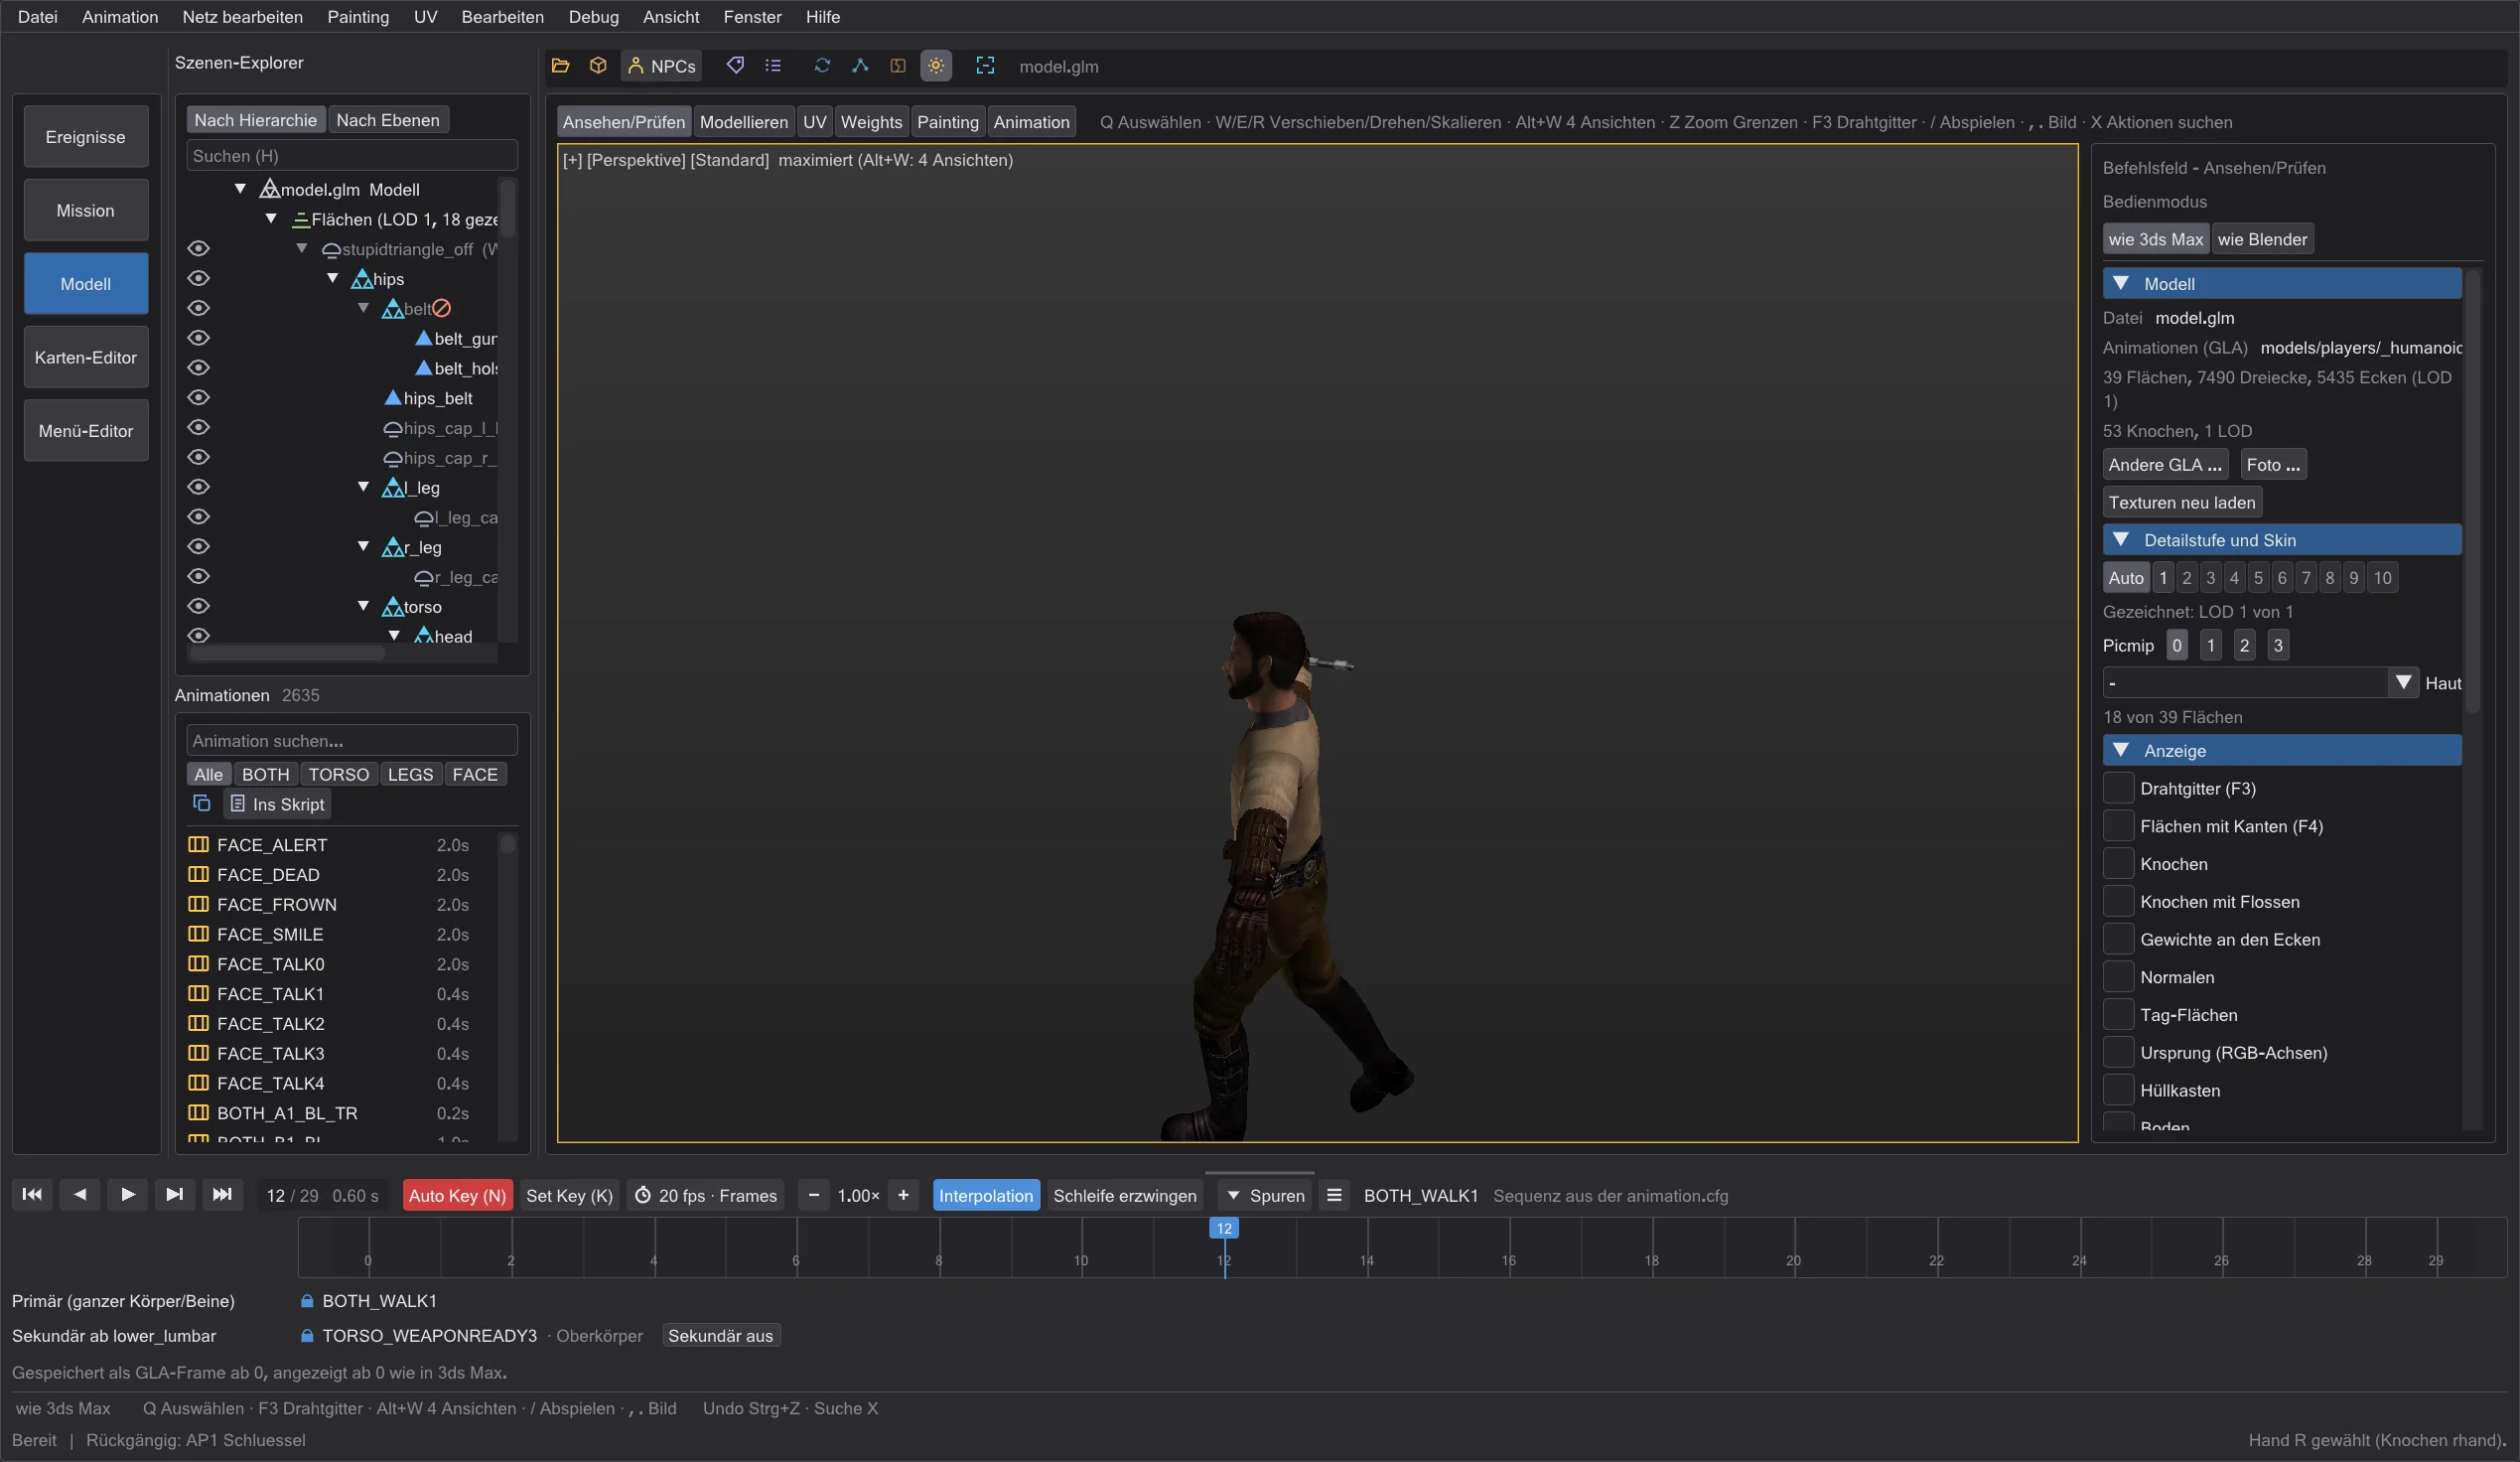 Datei Animation Netz bearbeiten Painting UV Bearbeiten Debug Ansicht Fenster Hilfe
Szenen-Explorer
NPCs model.glm
Ereignisse
Mission
Modell
Karten-Editor
Menü-Editor
Nach Hierarchie Nach Ebenen
Suchen (H)
model.glm Modell
Flächen (LOD 1, 18 geze
stupidtriangle_off (W
hips
belt
belt_gun
belt_hols
hips_belt
hips_cap_l_l
hips_cap_r_
l_leg
l_leg_ca
r_leg
r_leg_ca
torso
head
Animationen 2635
Animation suchen...
Alle BOTH TORSO LEGS FACE
Ins Skript
FACE_ALERT 2.0s
FACE_DEAD 2.0s
FACE_FROWN 2.0s
FACE_SMILE 2.0s
FACE_TALK0 2.0s
FACE_TALK1 0.4s
FACE_TALK2 0.4s
FACE_TALK3 0.4s
FACE_TALK4 0.4s
BOTH_A1_BL_TR 0.2s
Ansehen/Prüfen Modellieren UV Weights Painting Animation Q Auswählen · W/E/R Verschieben/Drehen/Skalieren · Alt+W 4 Ansichten · Z Zoom Grenzen · F3 Drahtgitter · / Abspielen · , . Bild · X Aktionen suchen
[+] [Perspektive] [Standard] maximiert (Alt+W: 4 Ansichten)
Befehlsfeld - Ansehen/Prüfen
Bedienmodus
wie 3ds Max wie Blender
Modell
Datei model.glm
Animationen (GLA) models/players/_humanoid
39 Flächen, 7490 Dreiecke, 5435 Ecken (LOD
1)
53 Knochen, 1 LOD
Andere GLA ... Foto ...
Texturen neu laden
Detailstufe und Skin
Auto 1 2 3 4 5 6 7 8 9 10
Gezeichnet: LOD 1 von 1
Picmip 0 1 2 3
- Haut
18 von 39 Flächen
Anzeige
Drahtgitter (F3)
Flächen mit Kanten (F4)
Knochen
Knochen mit Flossen
Gewichte an den Ecken
Normalen
Tag-Flächen
Ursprung (RGB-Achsen)
Hüllkasten
Boden
12 / 29 0.60 s Auto Key (N) Set Key (K) 20 fps · Frames − 1.00× + Interpolation Schleife erzwingen Spuren BOTH_WALK1 Sequenz aus der animation.cfg
12
0 2 4 6 8 10 12 14 16 18 20 22 24 26 28 29
Primär (ganzer Körper/Beine) BOTH_WALK1
Sekundär ab lower_lumbar TORSO_WEAPONREADY3 · Oberkörper Sekundär aus
Gespeichert als GLA-Frame ab 0, angezeigt ab 0 wie in 3ds Max.
wie 3ds Max Q Auswählen · F3 Drahtgitter · Alt+W 4 Ansichten · / Abspielen · , . Bild Undo Strg+Z · Suche X
Bereit | Rückgängig: AP1 Schluessel Hand R gewählt (Knochen rhand).